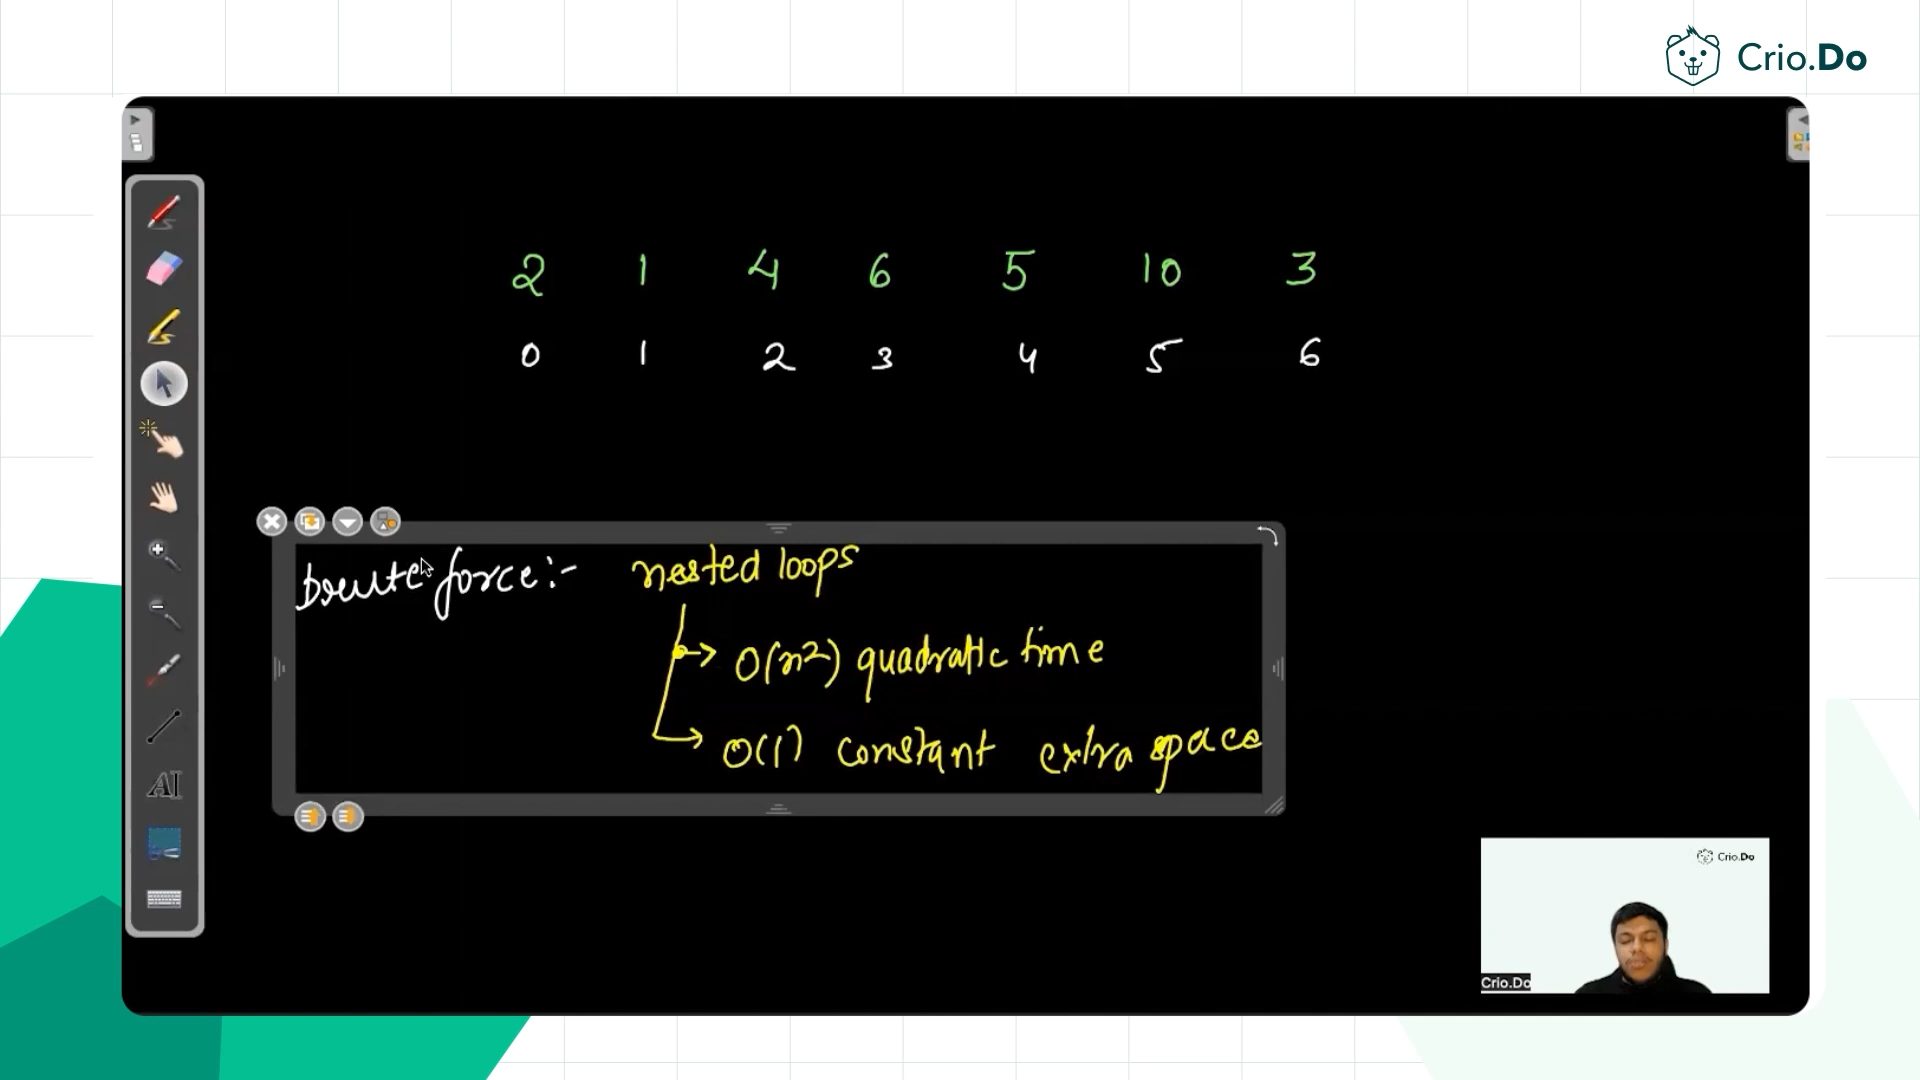 Crio.Do
2 1 4 6 5 10 3
0 1 2 3 4 5 6
brute force:- nested loops
→ O(n²) quadratic time
→ O(1) constant extra space
AI
Crio.Do
Crio.Do